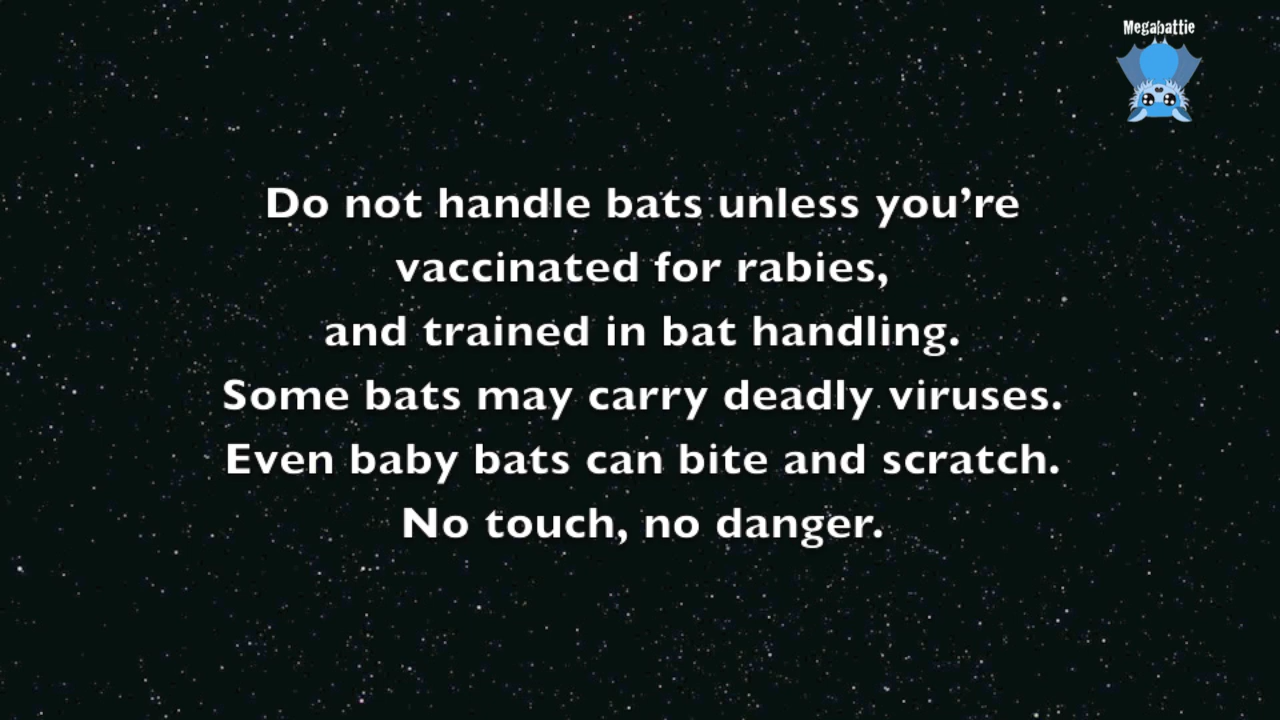 Megabattie
Do not handle bats unless you’re
vaccinated for rabies,
and trained in bat handling.
Some bats may carry deadly viruses.
Even baby bats can bite and scratch.
No touch, no danger.